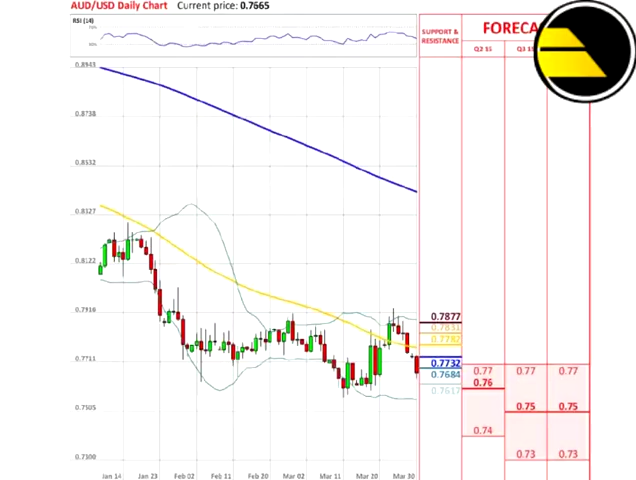 AUD/USD Daily Chart Current price: 0.7665
RSI (14)
70%
30%
SUPPORT &
RESISTANCE
Q2 15
Q3 15
0.8943
0.8738
0.8532
0.8327
0.8122
0.7916
0.7711
0.7505
0.7300
0.7877
0.7831
0.7782
0.7732
0.7684
0.7617
0.77 0.77 0.77
0.76
0.75 0.75
0.74
0.73 0.73
Jan 14 Jan 23 Feb 02 Feb 11 Feb 20 Mar 02 Mar 11 Mar 20 Mar 30